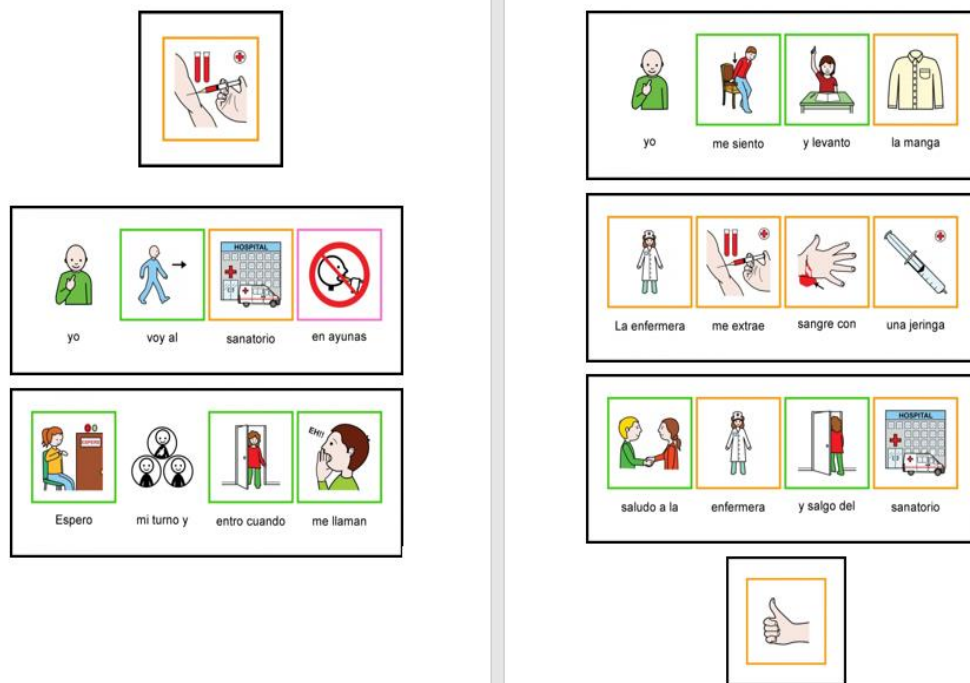 yo voy al sanatorio en ayunas
HOSPITAL
ESPERE
EH!!
Espero mi turno y entro cuando me llaman
yo me siento y levanto la manga
La enfermera me extrae sangre con una jeringa
HOSPITAL
saludo a la enfermera y salgo del sanatorio